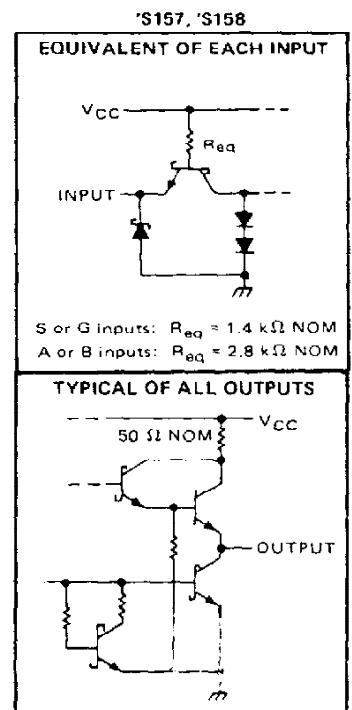 'S157, 'S158
EQUIVALENT OF EACH INPUT
VCC
Req
INPUT
S or G inputs: Req = 1.4 kΩ NOM
A or B inputs: Req = 2.8 kΩ NOM
TYPICAL OF ALL OUTPUTS
VCC
50 Ω NOM
OUTPUT